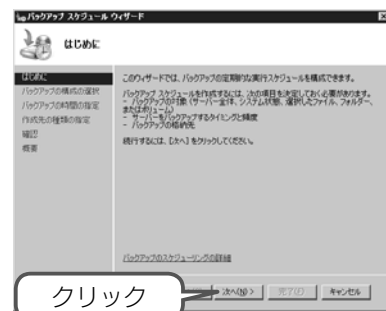 バックアップ スケジュール ウィザード
はじめに
はじめに
バックアップの構成の選択
バックアップの時間の指定
作成先の種類の指定
確認
概要
このウィザードでは、バックアップの定期的な実行スケジュールを構成できます。
バックアップ スケジュールを作成するには、次の項目を決定しておく必要があります。
- バックアップの対象 (サーバー全体、システム状態、選択したファイル、フォルダー、
またはボリューム)
- サーバーをバックアップするタイミングと頻度
- バックアップの格納先
続行するには、[次へ] をクリックしてください。
バックアップのスケジューリングの詳細
クリック
次へ(N) >
完了(F)
キャンセル